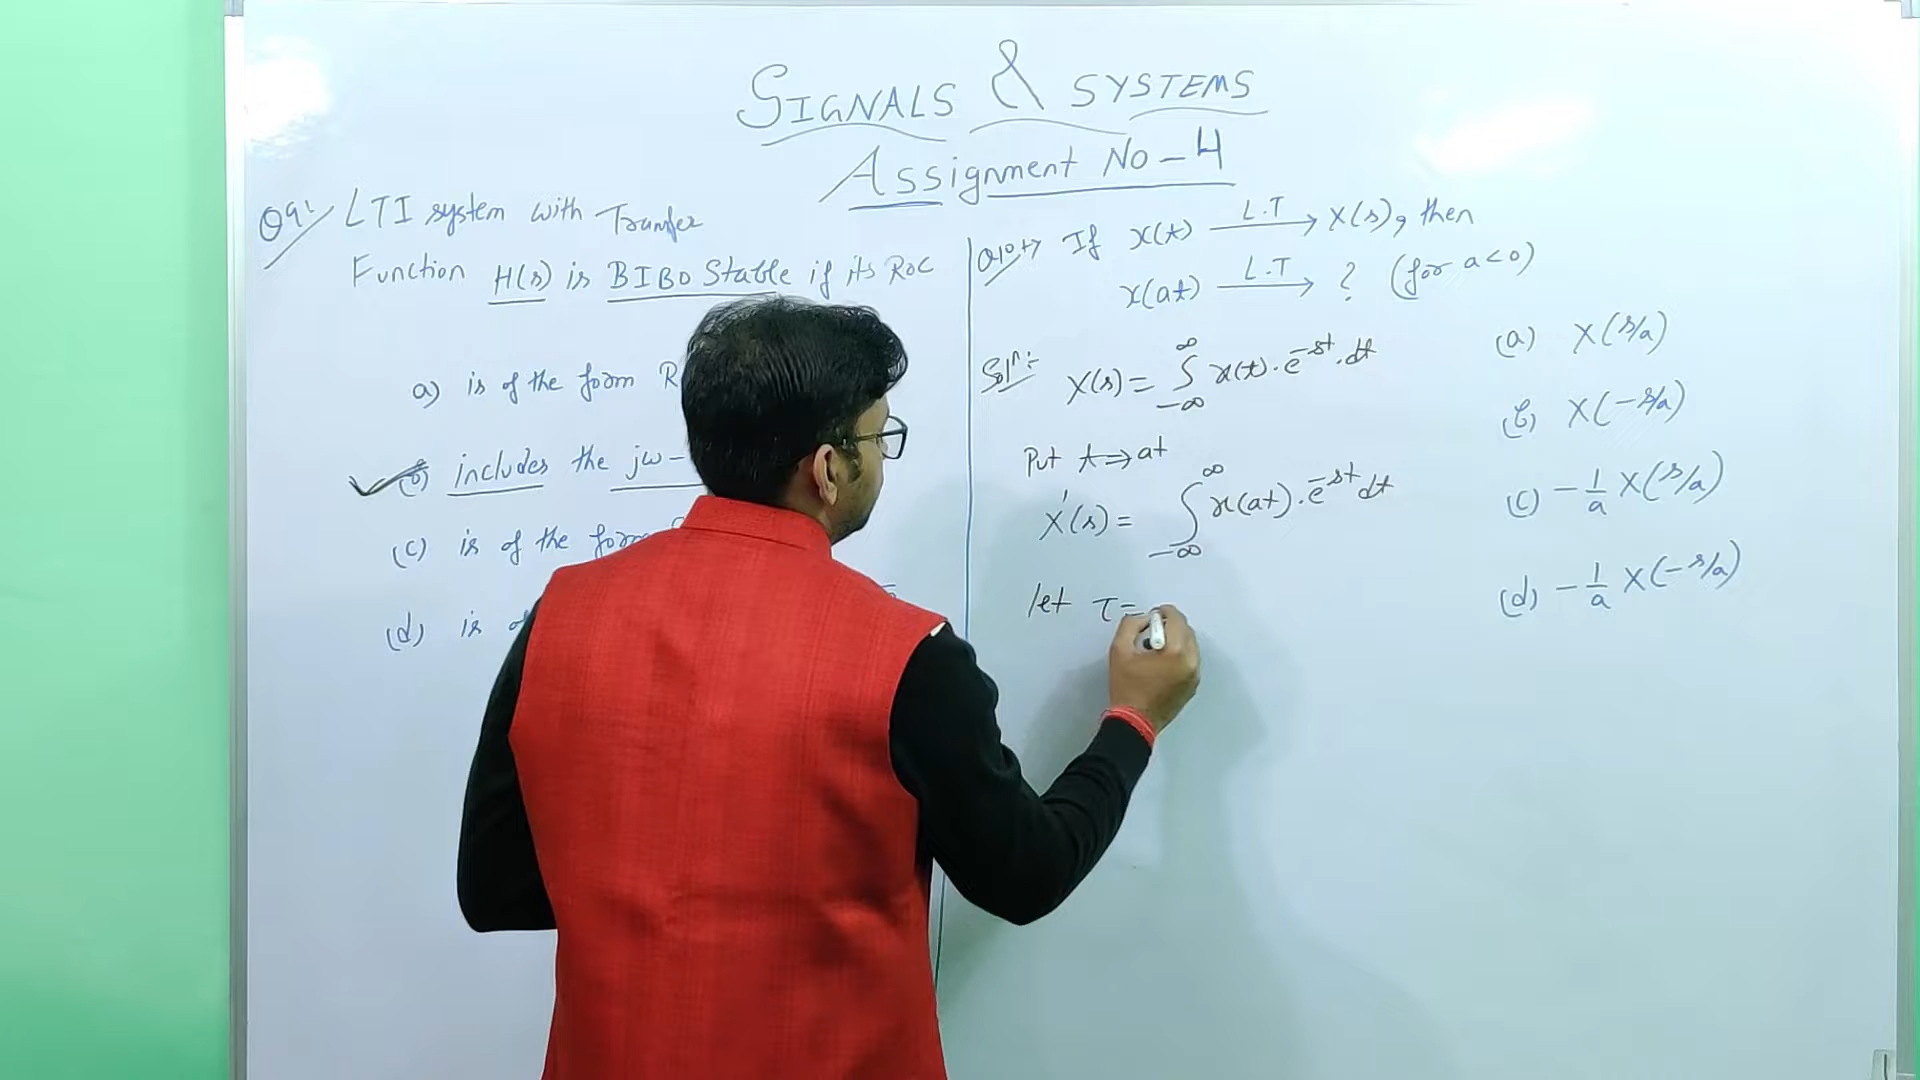 SIGNALS & SYSTEMS
Assignment No - 4
Q9:- LTI system with Transfer
Function H(s) is BIBO Stable if its ROC
a) is of the form R
(b) includes the jw-
(c) is of the form
(d) is of
Q10:→ If x(t) L.T → X(s), then
x(at) L.T → ? (for a<0)
Sol^n:- X(s) = ∫_{-∞}^{∞} x(t).e^{-st}.dt
Put t ⇒ at
X'(s) = ∫_{-∞}^{∞} x(at).e^{-st} dt
let τ =
(a) X(s/a)
(b) X(-s/a)
(c) -1/a X(s/a)
(d) -1/a X(-s/a)